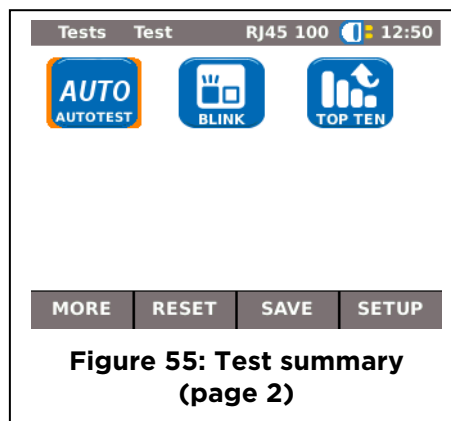 Tests Test RJ45 100 12:50
AUTO
AUTOTEST
BLINK
TOP TEN
MORE RESET SAVE SETUP
Figure 55: Test summary
(page 2)